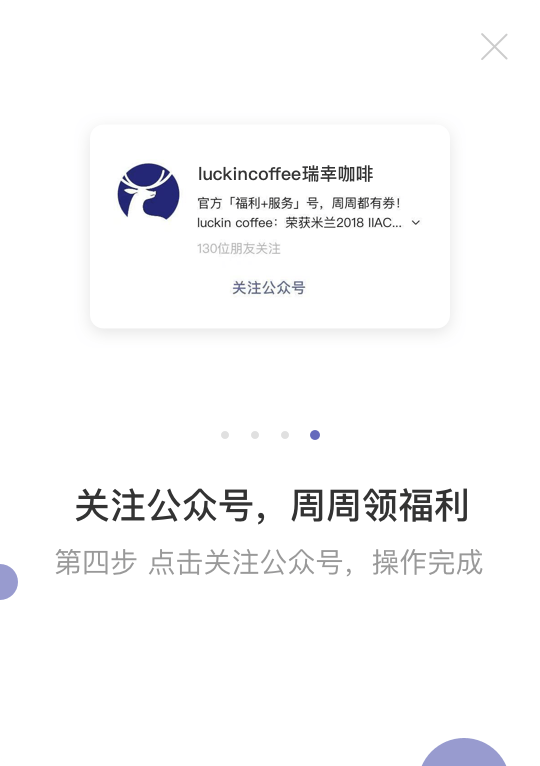 luckincoffee瑞幸咖啡
官方「福利+服务」号，周周都有券！
luckin coffee：荣获米兰2018 IIAC...
130位朋友关注
关注公众号
关注公众号，周周领福利
第四步 点击关注公众号，操作完成